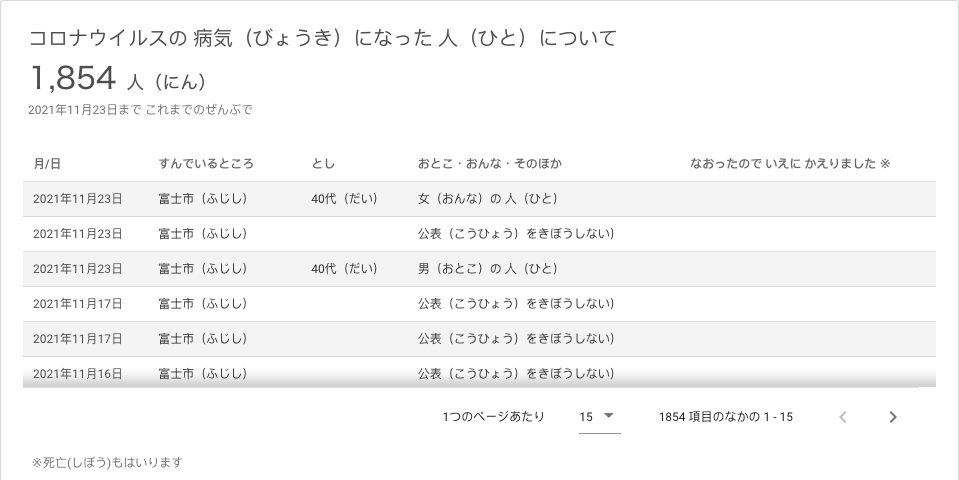 コロナウイルスの 病気（びょうき）になった 人（ひと）について
1,854 人（にん）
2021年11月23日まで これまでのぜんぶで
月/日 すんでいるところ とし おとこ・おんな・そのほか なおったので いえに かえりました ※
2021年11月23日 富士市（ふじし） 40代（だい） 女（おんな）の 人（ひと）
2021年11月23日 富士市（ふじし） 公表（こうひょう）をきぼうしない）
2021年11月23日 富士市（ふじし） 40代（だい） 男（おとこ）の 人（ひと）
2021年11月17日 富士市（ふじし） 公表（こうひょう）をきぼうしない）
2021年11月17日 富士市（ふじし） 公表（こうひょう）をきぼうしない）
2021年11月16日 富士市（ふじし） 公表（こうひょう）をきぼうしない）
1つのページあたり 15 1854 項目のなかの 1 - 15
※死亡(しぼう)もはいります